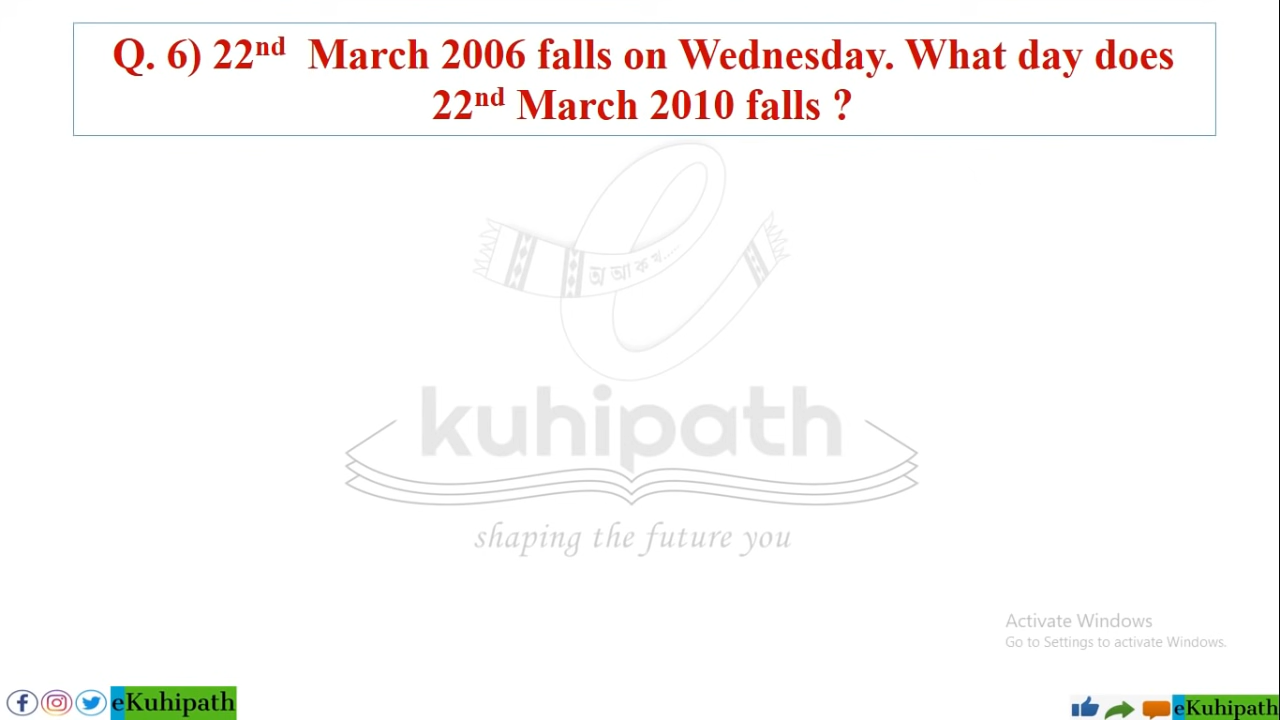 Q. 6) 22nd March 2006 falls on Wednesday. What day does
22nd March 2010 falls ?
অ আ ক খ....
kuhipath
shaping the future you
Activate Windows
Go to Settings to activate Windows.
eKuhipath
eKuhipath